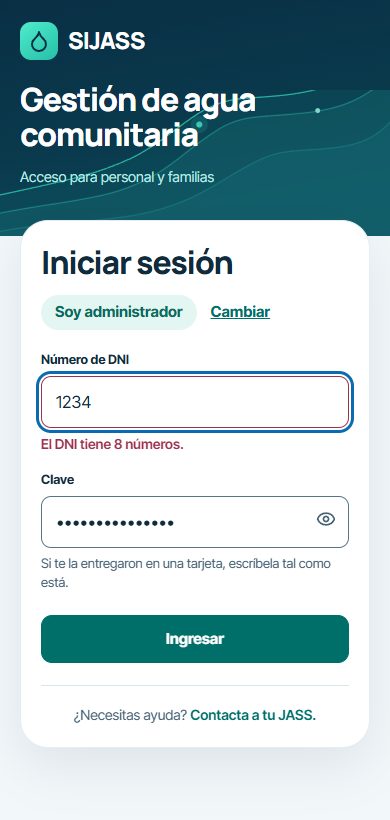 SIJASS
Gestión de agua
comunitaria
Acceso para personal y familias
Iniciar sesión
Soy administrador Cambiar
Número de DNI
1234
El DNI tiene 8 números.
Clave
•••••••••••••••
Si te la entregaron en una tarjeta, escríbela tal como
está.
Ingresar
¿Necesitas ayuda? Contacta a tu JASS.